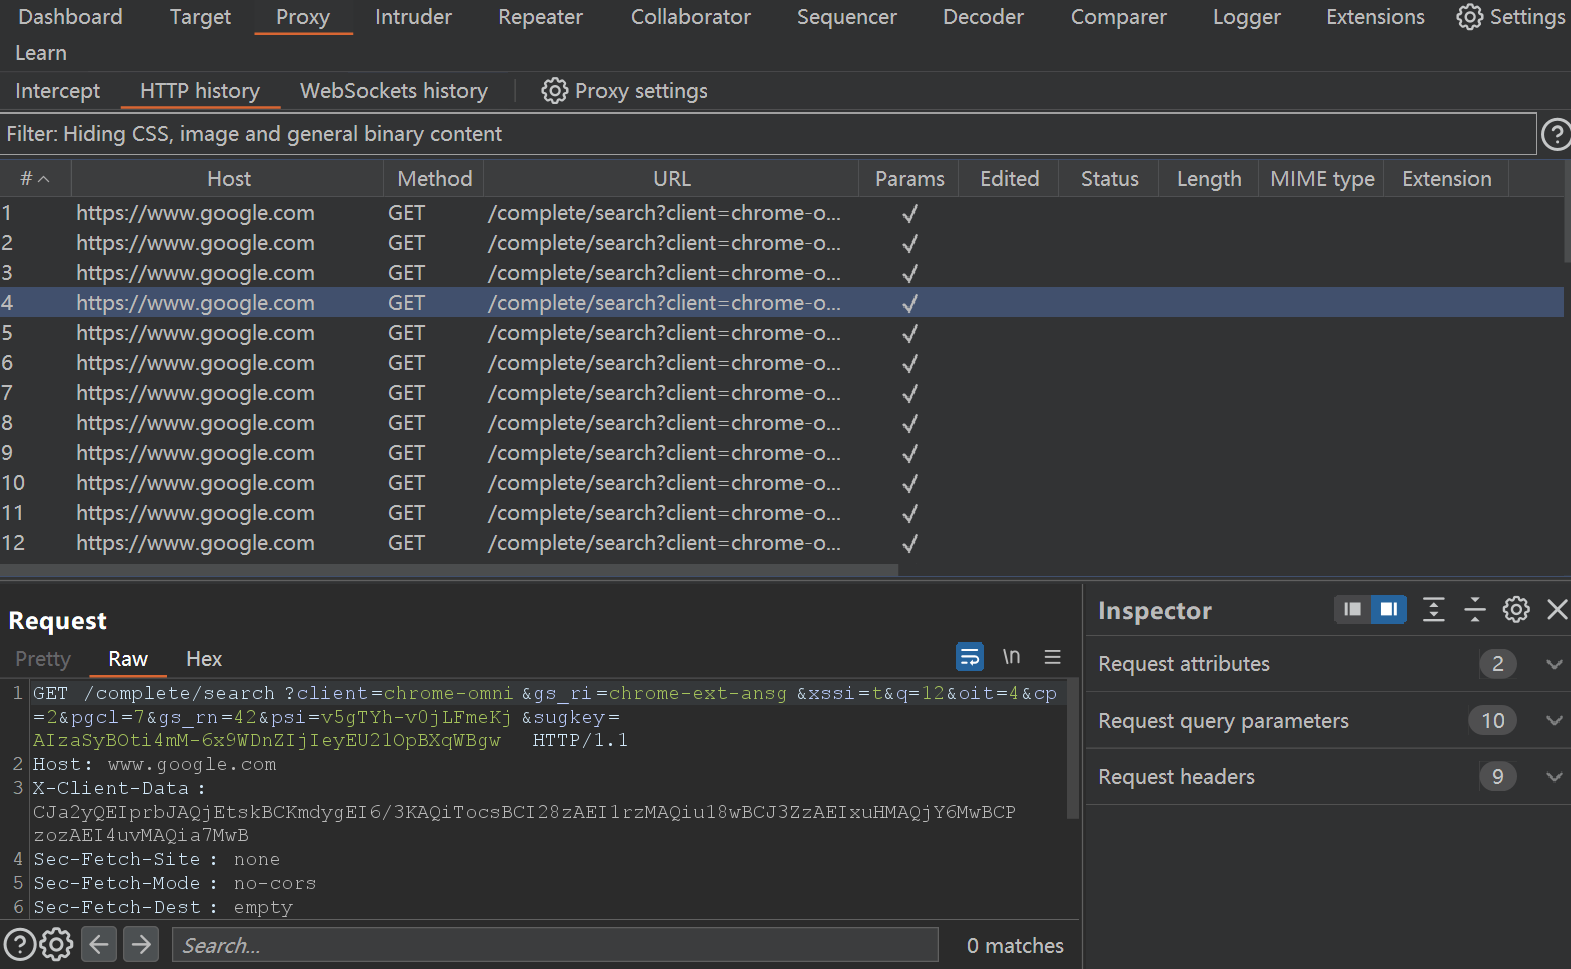 Dashboard Target Proxy Intruder Repeater Collaborator Sequencer Decoder Comparer Logger Extensions Settings
Learn
Intercept HTTP history WebSockets history Proxy settings
Filter: Hiding CSS, image and general binary content
# Host Method URL Params Edited Status Length MIME type Extension
1 https://www.google.com GET /complete/search?client=chrome-o... ✓
2 https://www.google.com GET /complete/search?client=chrome-o... ✓
3 https://www.google.com GET /complete/search?client=chrome-o... ✓
4 https://www.google.com GET /complete/search?client=chrome-o... ✓
5 https://www.google.com GET /complete/search?client=chrome-o... ✓
6 https://www.google.com GET /complete/search?client=chrome-o... ✓
7 https://www.google.com GET /complete/search?client=chrome-o... ✓
8 https://www.google.com GET /complete/search?client=chrome-o... ✓
9 https://www.google.com GET /complete/search?client=chrome-o... ✓
10 https://www.google.com GET /complete/search?client=chrome-o... ✓
11 https://www.google.com GET /complete/search?client=chrome-o... ✓
12 https://www.google.com GET /complete/search?client=chrome-o... ✓
Request
Pretty Raw Hex \n
1 GET /complete/search?client=chrome-omni&gs_ri=chrome-ext-ansg&xssi=t&q=12&oit=4&cp
=2&pgcl=7&gs_rn=42&psi=v5gTYh-v0jLFmeKj&sugkey=
AIzaSyBOti4mM-6x9WDnZIjIeyEU21OpBXqWBgw HTTP/1.1
2 Host: www.google.com
3 X-Client-Data:
CJa2yQEIprbJAQjEtskBCKmdygEI6/3KAQiTocsBCI28zAEI1rzMAQiu18wBCJ3ZzAEIxuHMAQjY6MwBCP
zozAEI4uvMAQia7MwB
4 Sec-Fetch-Site: none
5 Sec-Fetch-Mode: no-cors
6 Sec-Fetch-Dest: empty
Search... 0 matches
Inspector
Request attributes 2
Request query parameters 10
Request headers 9